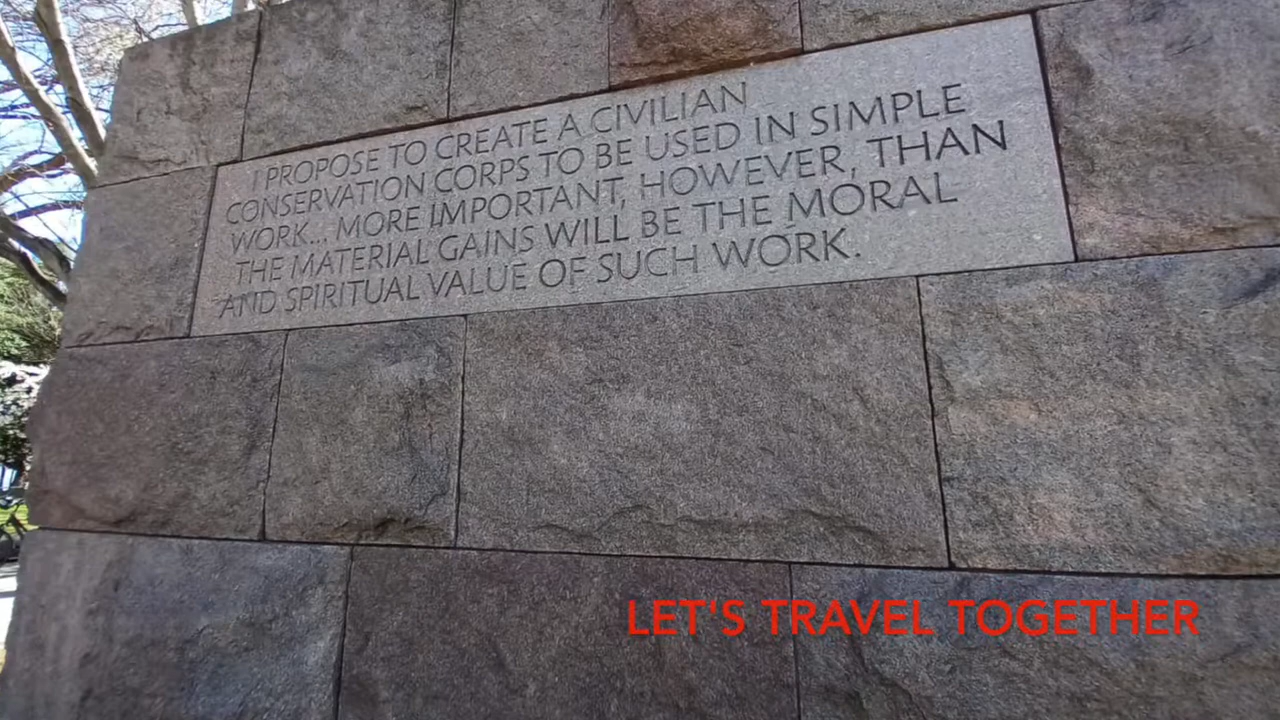 I PROPOSE TO CREATE A CIVILIAN
CONSERVATION CORPS TO BE USED IN SIMPLE
WORK... MORE IMPORTANT, HOWEVER, THAN
THE MATERIAL GAINS WILL BE THE MORAL
AND SPIRITUAL VALUE OF SUCH WORK.
LET'S TRAVEL TOGETHER